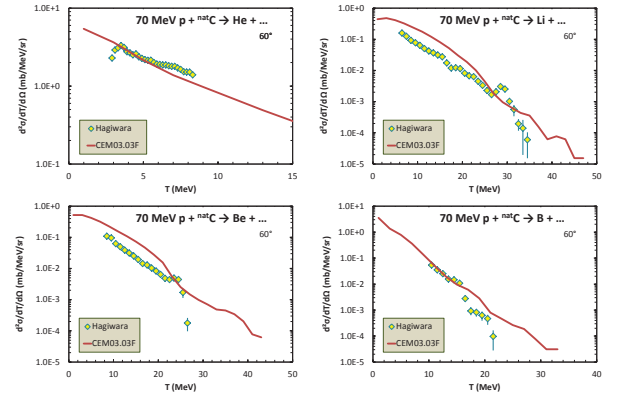 70 MeV p + natC → He + ...
60°
1.0E+1
1.0E+0
1.0E-1
d²σ/dT/dΩ (mb/MeV/sr)
Hagiwara
CEM03.03F
0 5 10 15
T (MeV)
70 MeV p + natC → Li + ...
60°
1.0E+0
1.0E-1
1.0E-2
1.0E-3
1.0E-4
1.0E-5
d²σ/dT/dΩ (mb/MeV/sr)
Hagiwara
CEM03.03F
0 10 20 30 40 50
T (MeV)
70 MeV p + natC → Be + ...
60°
1.0E+0
1.0E-1
1.0E-2
1.0E-3
1.0E-4
1.0E-5
d²σ/dT/dΩ (mb/MeV/sr)
Hagiwara
CEM03.03F
0 10 20 30 40 50
T (MeV)
70 MeV p + natC → B + ...
60°
1.0E+1
1.0E+0
1.0E-1
1.0E-2
1.0E-3
1.0E-4
1.0E-5
d²σ/dT/dΩ (mb/MeV/sr)
Hagiwara
CEM03.03F
0 10 20 30 40
T (MeV)